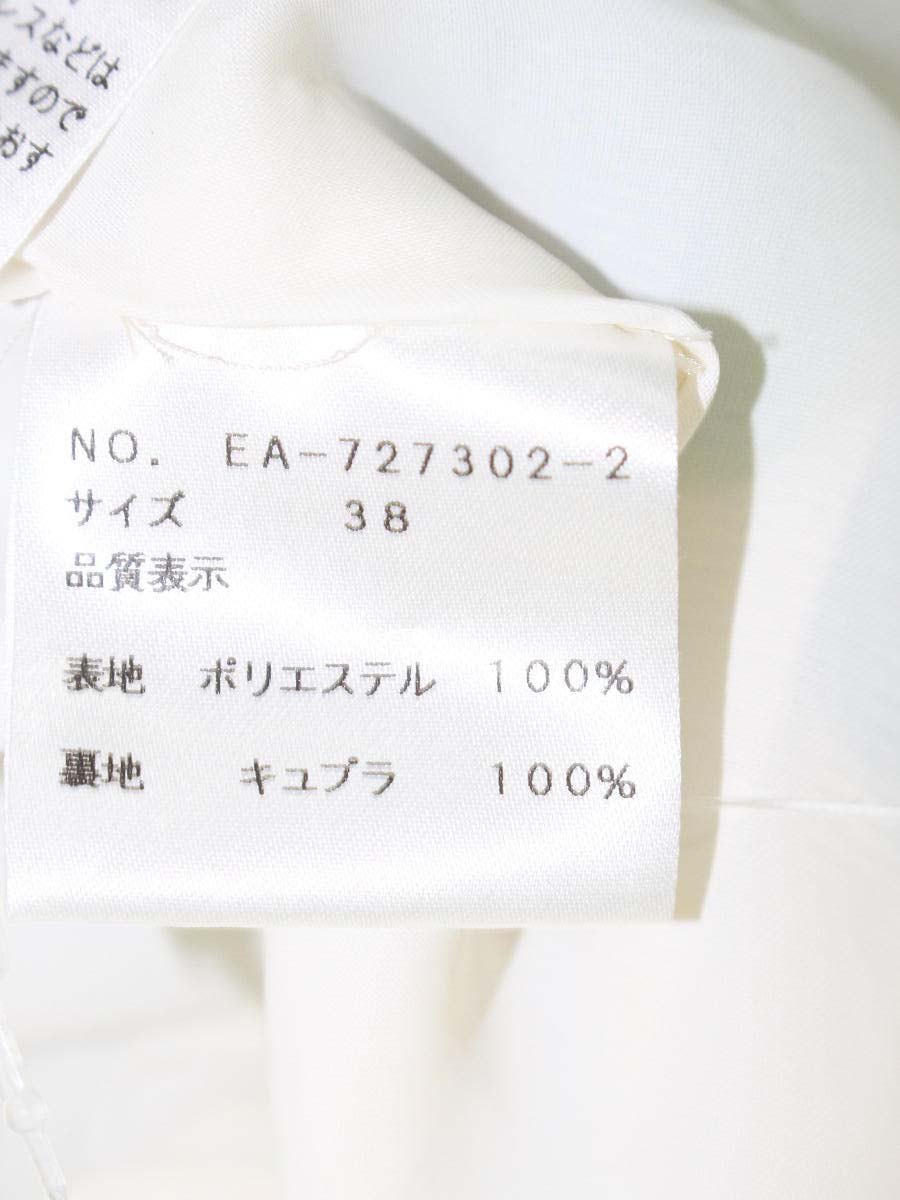 スなどは
ますので
おす
NO. EA-727302-2
サイズ 38
品質表示
表地 ポリエステル 100%
裏地 キュプラ 100%